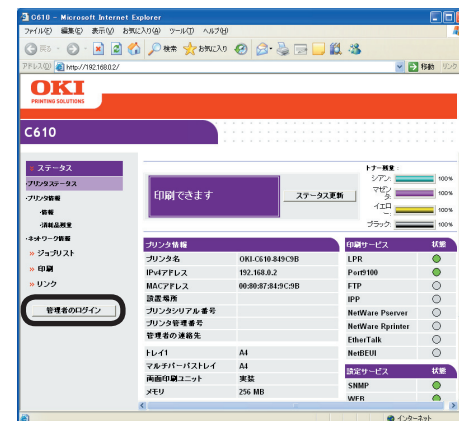 C610 - Microsoft Internet Explorer
ファイル(F) 編集(E) 表示(V) お気に入り(A) ツール(T) ヘルプ(H)
戻る 検索 お気に入り
アドレス(D) http://192.168.0.2/ 移動 リンク
OKI
PRINTING SOLUTIONS
C610
ステータス
プリンタステータス
プリンタ情報
情報
消耗品残量
ネットワーク情報
ジョブリスト
印刷
リンク
管理者のログイン
印刷できます
ステータス更新
トナー残量
シアン: 100%
マゼンタ: 100%
イエロー: 100%
ブラック: 100%
プリンタ情報
プリンタ名 OKI-C610-849C9B
IPv4アドレス 192.168.0.2
MACアドレス 00:80:87:84:9C:9B
設置場所
プリンタシリアル番号
プリンタ管理番号
管理者の連絡先
トレイ1 A4
マルチパーパストレイ A4
両面印刷ユニット 実装
メモリ 256 MB
印刷サービス 状態
LPR
Port9100
FTP
IPP
NetWare Pserver
NetWare Rprinter
EtherTalk
NetBEUI
設定サービス 状態
SNMP
WEB
インターネット